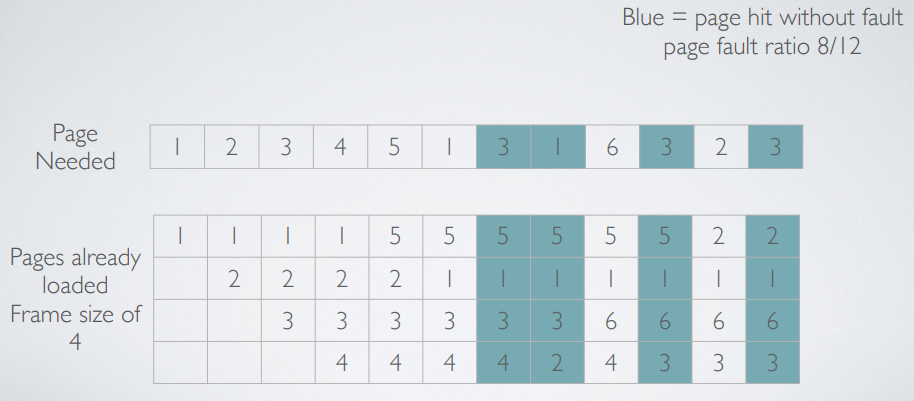 Blue = page hit without fault
page fault ratio 8/12
Page
Needed
1 2 3 4 5 1 3 1 6 3 2 3
Pages already
loaded
Frame size of
4
1 1 1 1 5 5 5 5 5 5 2 2
2 2 2 2 1 1 1 1 1 1 1
3 3 3 3 3 3 6 6 6 6
4 4 4 4 2 4 3 3 3